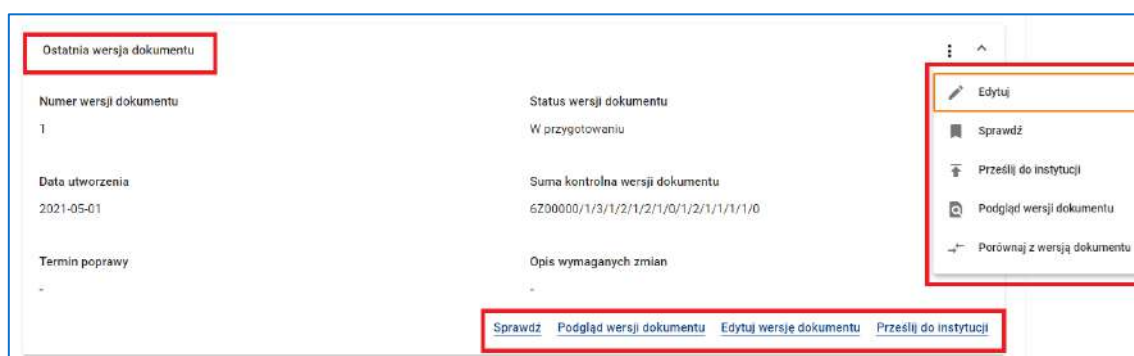 Ostatnia wersja dokumentu
Numer wersji dokumentu
1
Status wersji dokumentu
W przygotowaniu
Data utworzenia
2021-05-01
Suma kontrolna wersji dokumentu
6Z00000/1/3/1/2/1/2/1/0/1/2/1/1/1/1/0
Termin poprawy
-
Opis wymaganych zmian
-
Sprawdź Podgląd wersji dokumentu Edytuj wersję dokumentu Prześlij do instytucji
Edytuj
Sprawdź
Prześlij do instytucji
Podgląd wersji dokumentu
Porównaj z wersją dokumentu